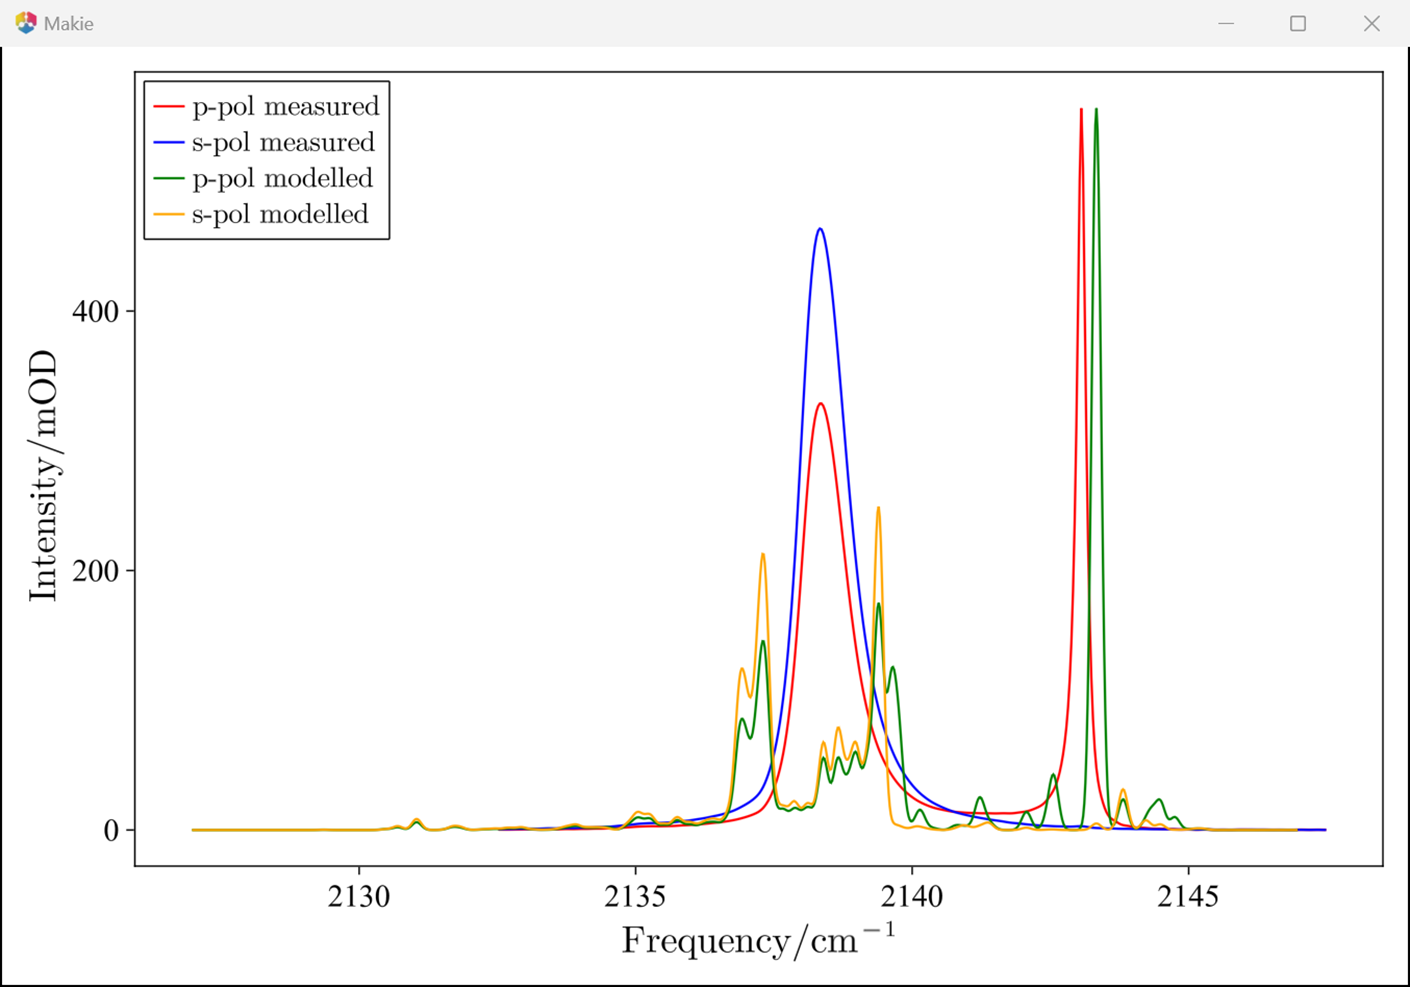 Makie
p-pol measured
s-pol measured
p-pol modelled
s-pol modelled
400
200
0
Intensity/mOD
2130 2135 2140 2145
Frequency/cm⁻¹